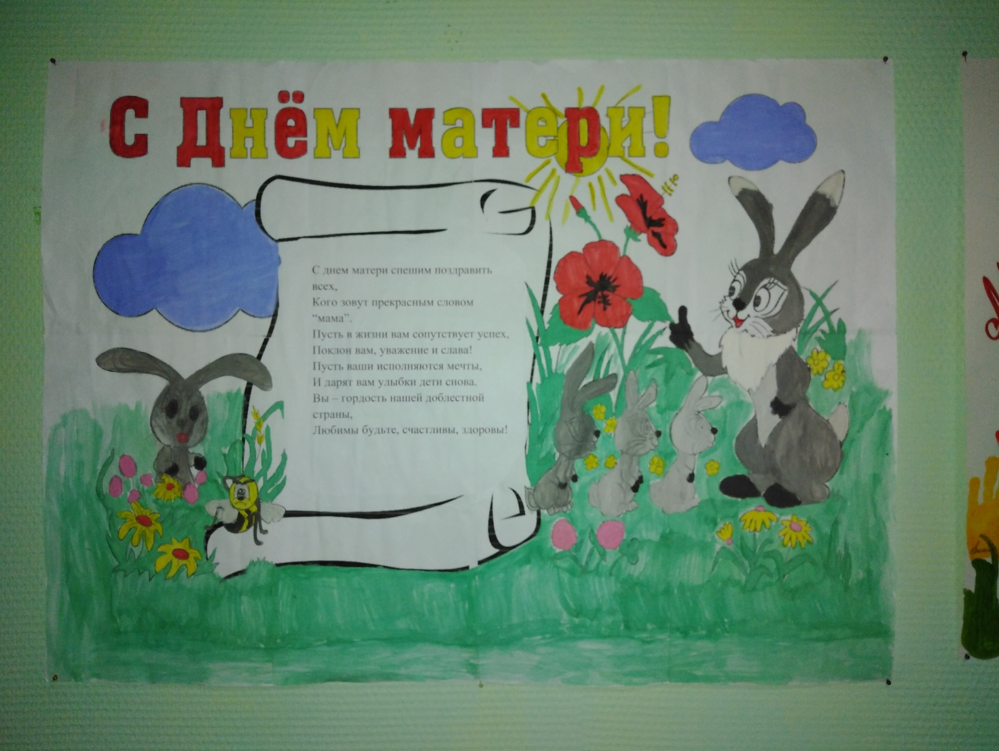 С Днём матери!
С днем матери спешим поздравить
всех,
Кого зовут прекрасным словом
“мама”.
Пусть в жизни вам сопутствует успех,
Поклон вам, уважение и слава!
Пусть ваши исполняются мечты,
И дарят вам улыбки дети снова.
Вы – гордость нашей доблестной
страны,
Любимы будьте, счастливы, здоровы!